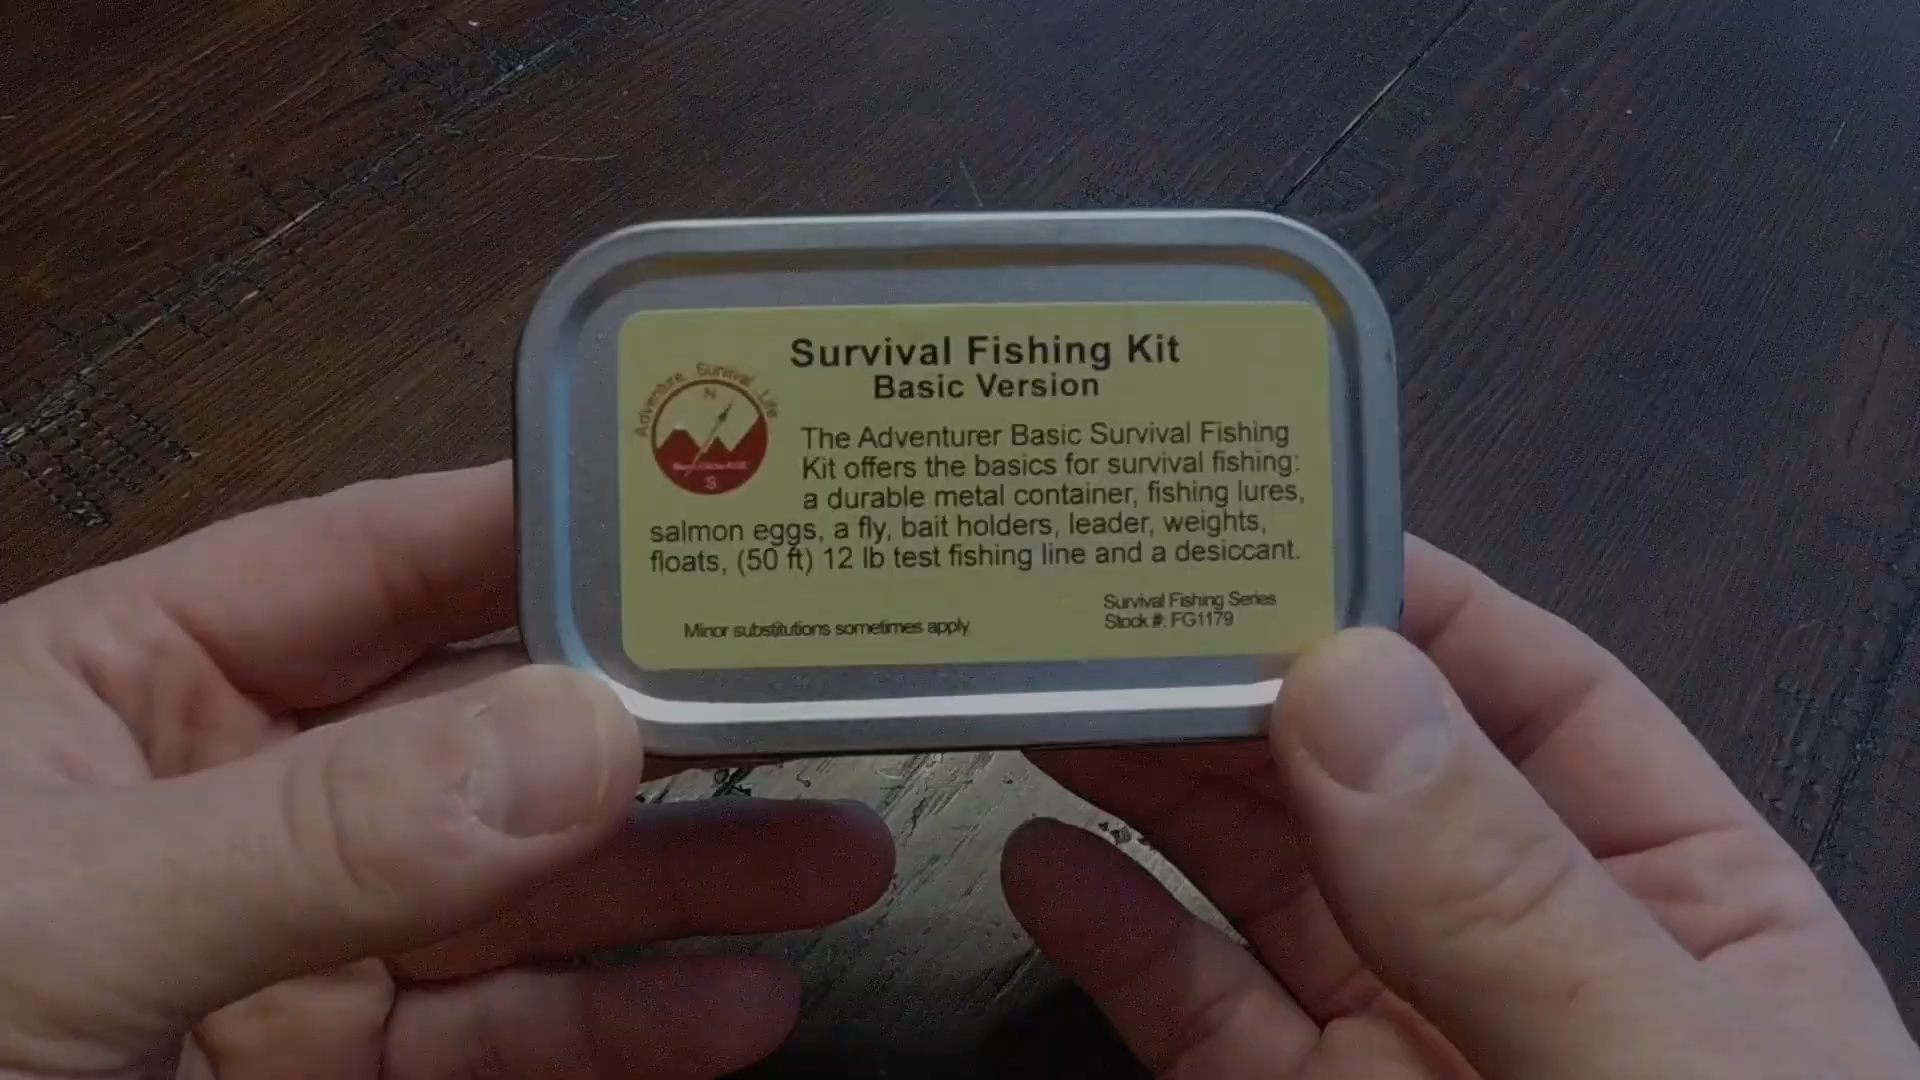 Survival Fishing Kit
Basic Version
Adventure. Survival. Life
N
S
The Adventurer Basic Survival Fishing
Kit offers the basics for survival fishing:
a durable metal container, fishing lures,
salmon eggs, a fly, bait holders, leader, weights,
floats, (50 ft) 12 lb test fishing line and a desiccant.
Survival Fishing Series
Minor substitutions sometimes apply.
Stock #: FG1179